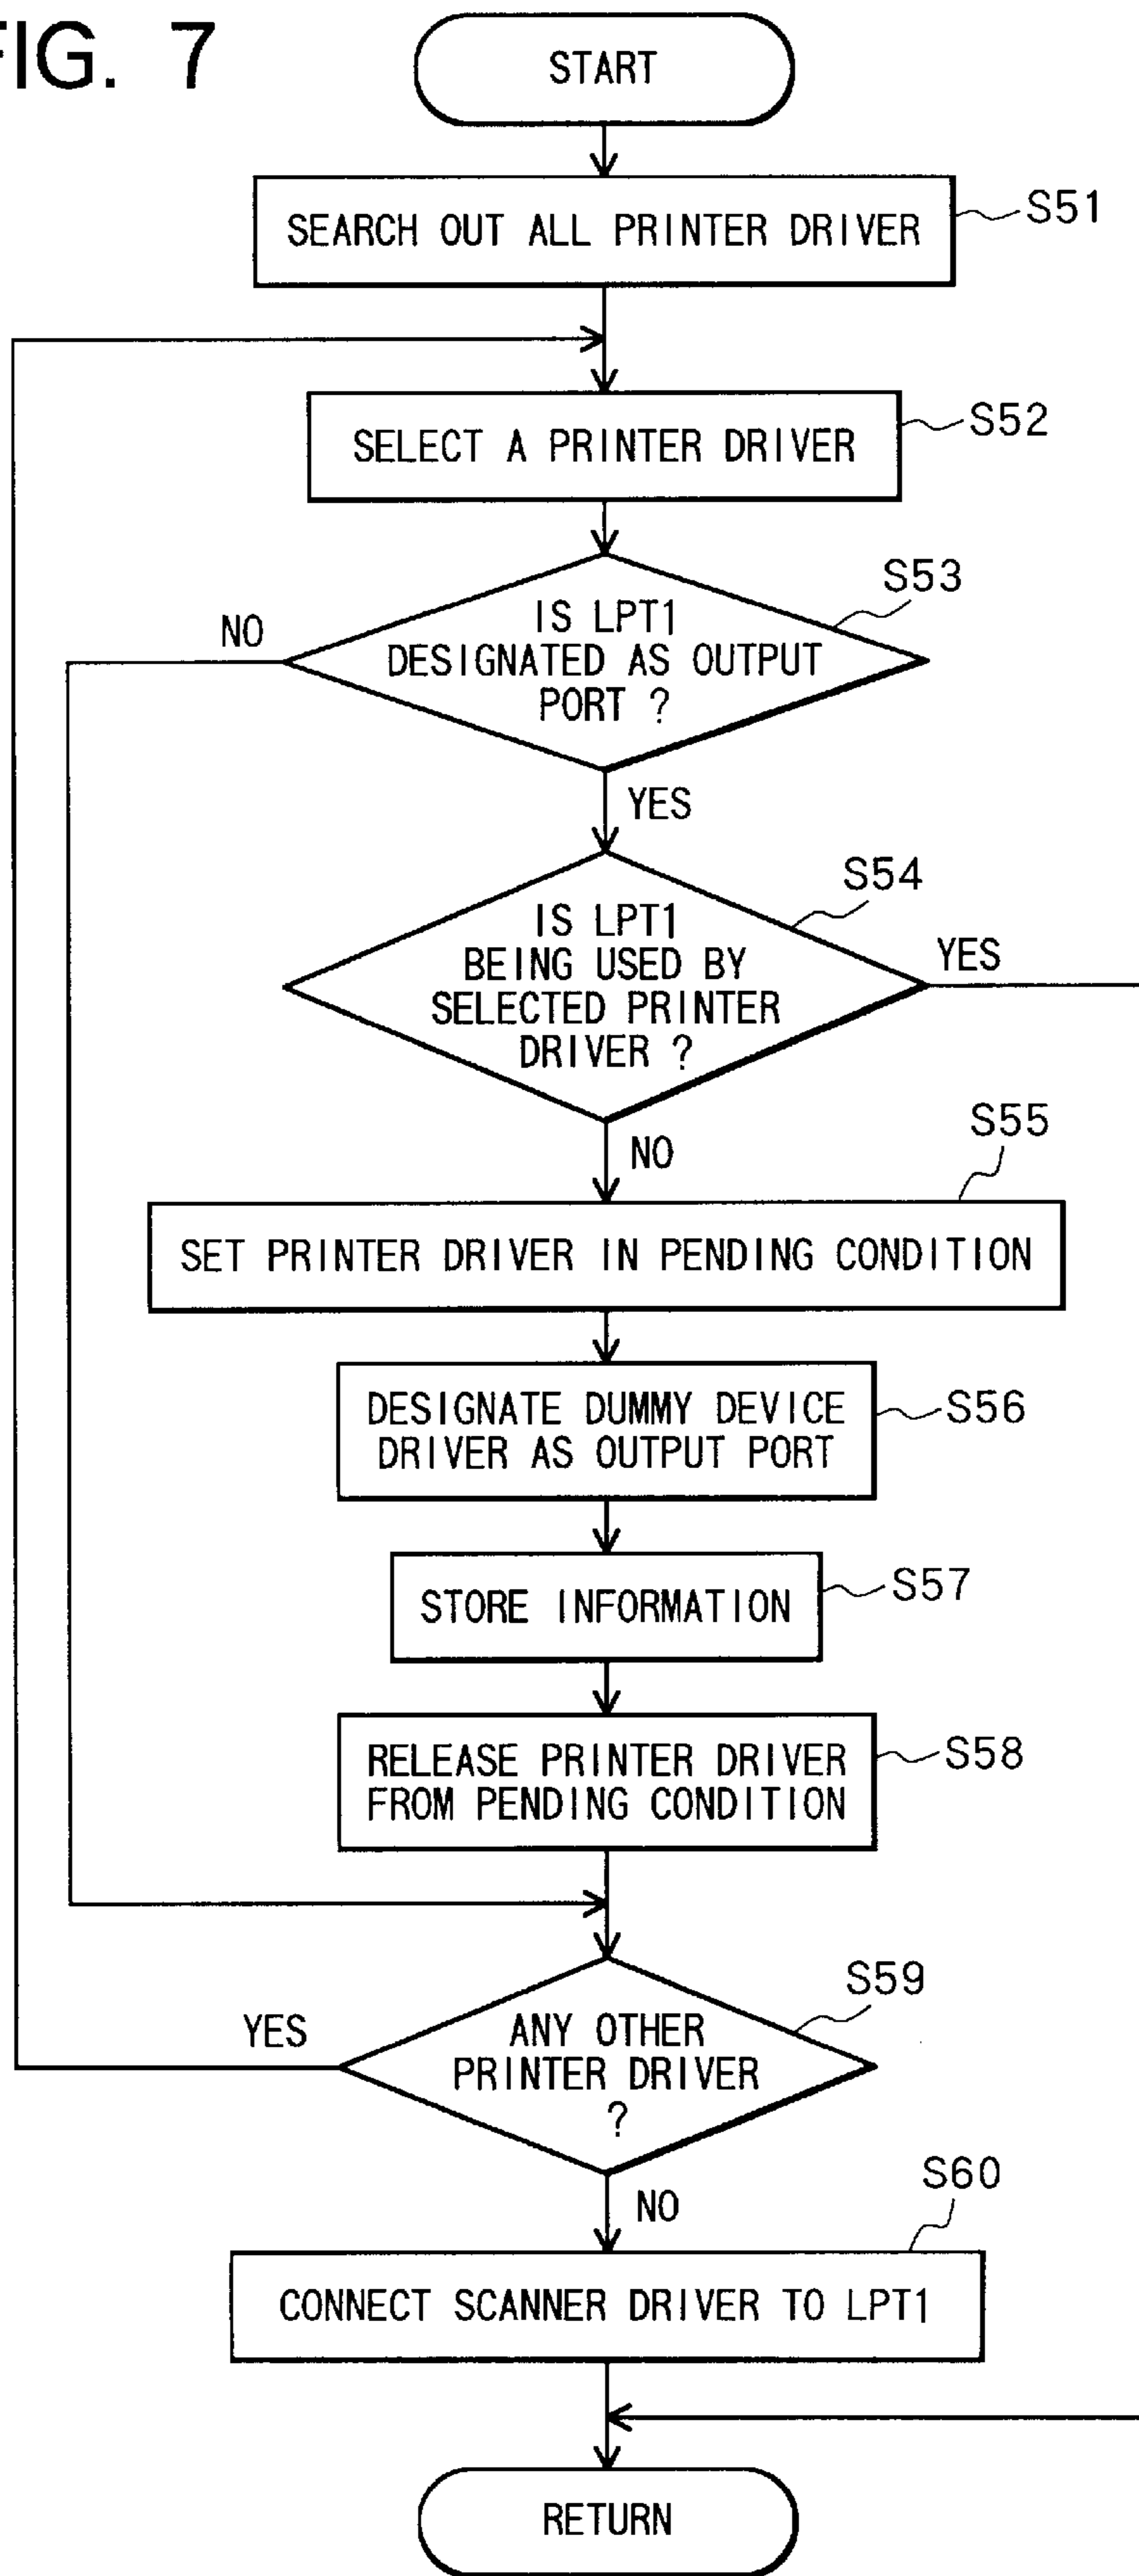 FIG. 7
START
SEARCH OUT ALL PRINTER DRIVER
S51
SELECT A PRINTER DRIVER
S52
S53
NO
IS LPT1
DESIGNATED AS OUTPUT
PORT ?
YES
S54
IS LPT1
BEING USED BY
SELECTED PRINTER
DRIVER ?
YES
NO
S55
SET PRINTER DRIVER IN PENDING CONDITION
DESIGNATE DUMMY DEVICE
DRIVER AS OUTPUT PORT
S56
STORE INFORMATION
S57
RELEASE PRINTER DRIVER
FROM PENDING CONDITION
S58
S59
YES
ANY OTHER
PRINTER DRIVER
?
NO
S60
CONNECT SCANNER DRIVER TO LPT1
RETURN